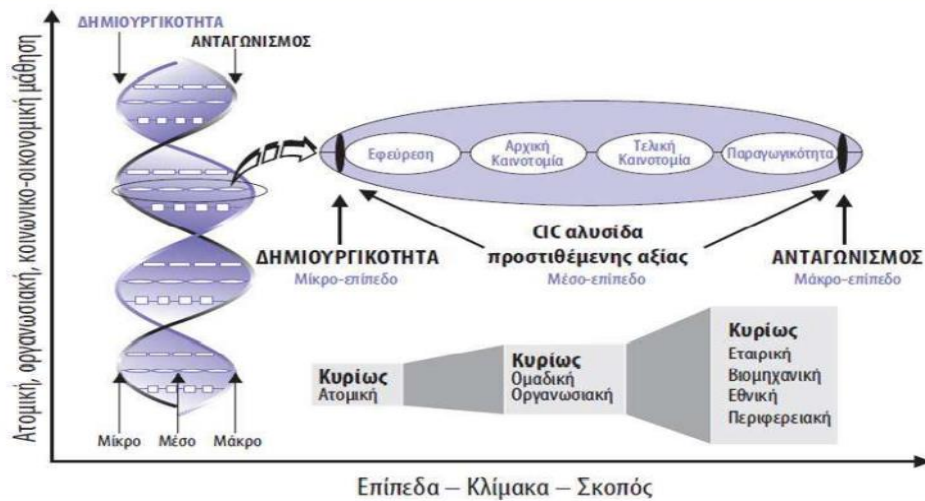 Ατομική, οργανωσιακή, κοινωνικο-οικονομική μάθηση
ΔΗΜΙΟΥΡΓΙΚΟΤΗΤΑ
ΑΝΤΑΓΩΝΙΣΜΟΣ
Εφεύρεση
Αρχική
Καινοτομία
Τελική
Καινοτομία
Παραγωγικότητα
ΔΗΜΙΟΥΡΓΙΚΟΤΗΤΑ
Μίκρο-επίπεδο
CIC αλυσίδα
προστιθέμενης αξίας
Μέσο-επίπεδο
ΑΝΤΑΓΩΝΙΣΜΟΣ
Μάκρο-επίπεδο
Κυρίως
Ατομική
Κυρίως
Ομαδική
Οργανωσιακή
Κυρίως
Εταιρική
Βιομηχανική
Εθνική
Περιφερειακή
Μίκρο Μέσο Μάκρο
Επίπεδα – Κλίμακα – Σκοπός